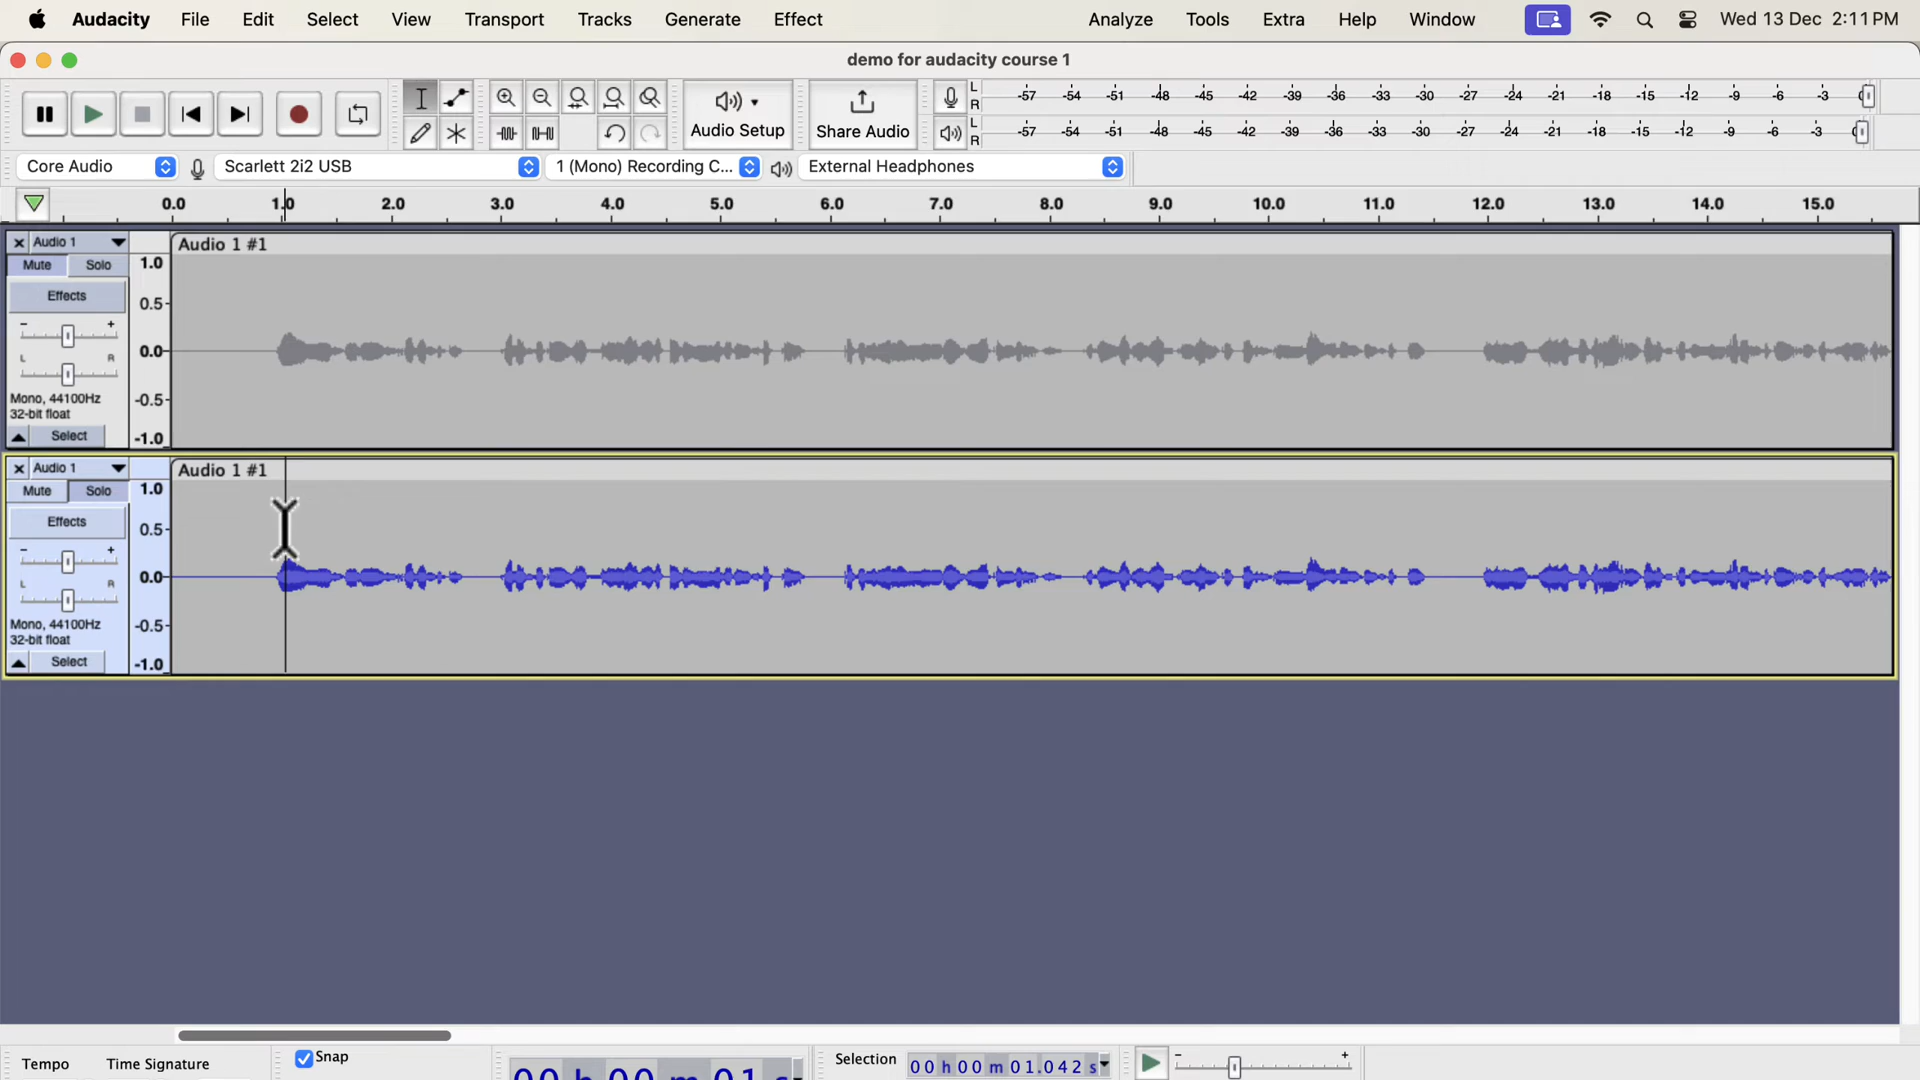 Audacity File Edit Select View Transport Tracks Generate Effect Analyze Tools Extra Help Window Wed 13 Dec 2:11 PM
demo for audacity course 1
Audio Setup Share Audio
L -57 -54 -51 -48 -45 -42 -39 -36 -33 -30 -27 -24 -21 -18 -15 -12 -9 -6 -3
R
L -57 -54 -51 -48 -45 -42 -39 -36 -33 -30 -27 -24 -21 -18 -15 -12 -9 -6 -3
R
Core Audio Scarlett 2i2 USB 1 (Mono) Recording C... External Headphones
0.0 1.0 2.0 3.0 4.0 5.0 6.0 7.0 8.0 9.0 10.0 11.0 12.0 13.0 14.0 15.0
Audio 1 Audio 1 #1
Mute Solo 1.0
Effects
0.5
- +
L R 0.0
Mono, 44100Hz
32-bit float -0.5
Select -1.0
Audio 1 Audio 1 #1
Mute Solo 1.0
Effects
0.5
- +
L R 0.0
Mono, 44100Hz
32-bit float -0.5
Select -1.0
Tempo Time Signature Snap 00 h 00 m 01 s Selection 00 h 00 m 01.042 s - +